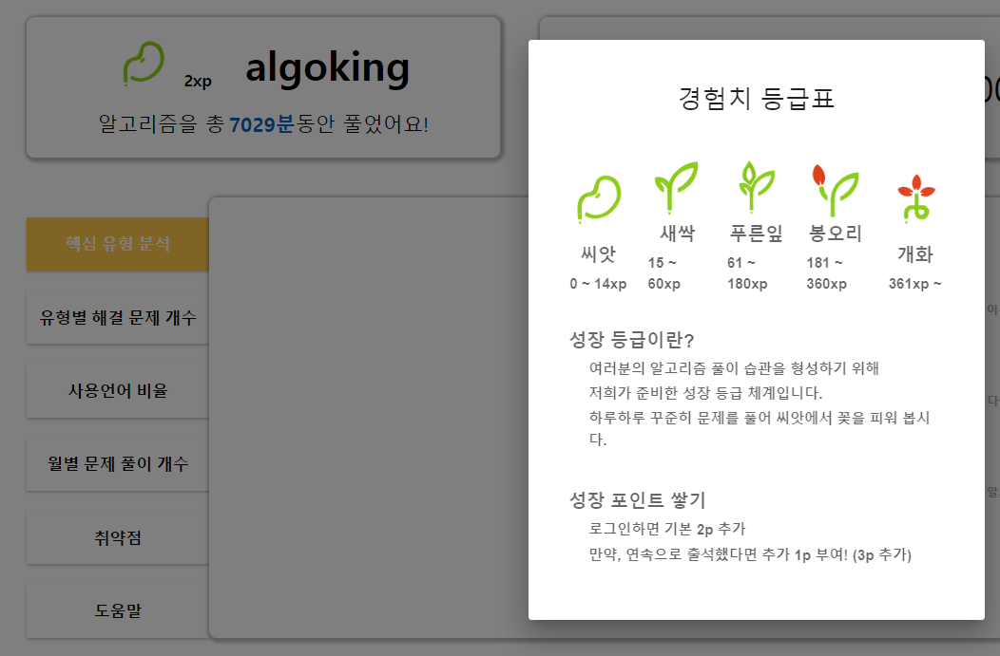 2xp algoking
알고리즘을 총 7029분동안 풀었어요!
핵심 유형 분석
유형별 해결 문제 개수
사용언어 비율
월별 문제 풀이 개수
취약점
도움말
경험치 등급표
씨앗
0 ~ 14xp
새싹
15 ~
60xp
푸른잎
61 ~
180xp
봉오리
181 ~
360xp
개화
361xp ~
성장 등급이란?
여러분의 알고리즘 풀이 습관을 형성하기 위해
저희가 준비한 성장 등급 체계입니다.
하루하루 꾸준히 문제를 풀어 씨앗에서 꽃을 피워 봅시
다.
성장 포인트 쌓기
로그인하면 기본 2p 추가
만약, 연속으로 출석했다면 추가 1p 부여! (3p 추가)